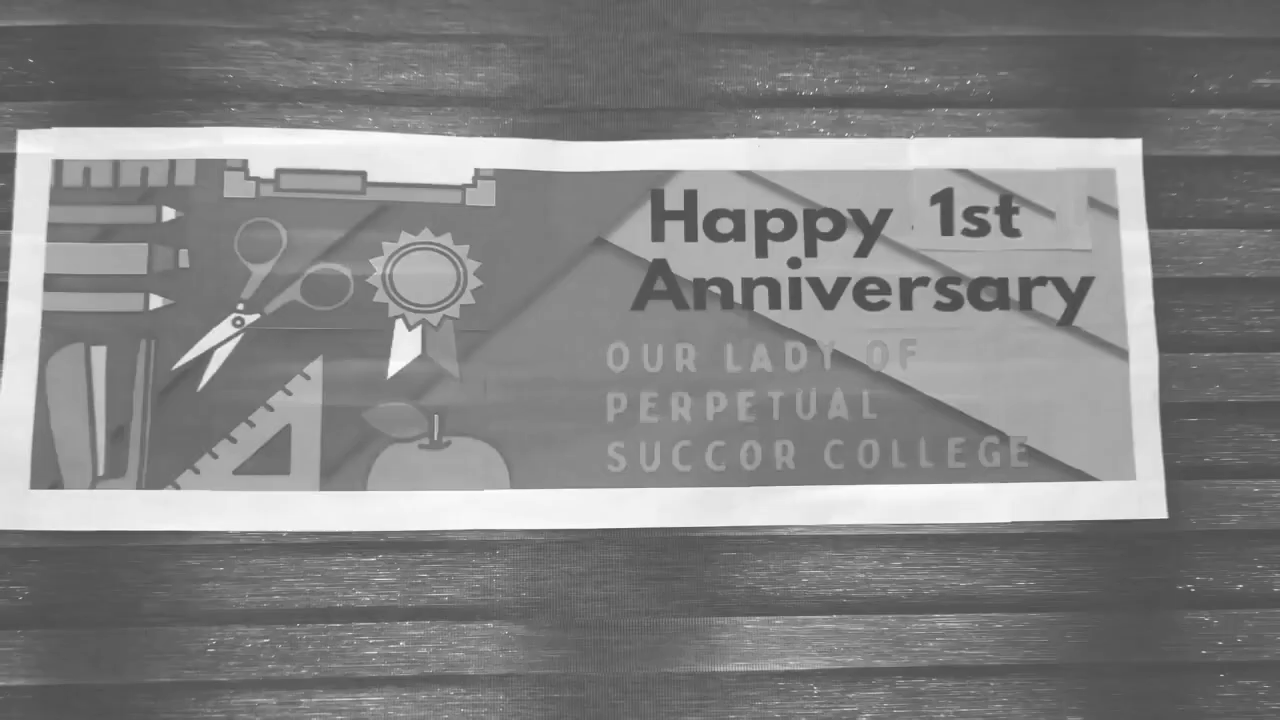 Happy 1st
Anniversary
OUR LADY OF
PERPETUAL
SUCCOR COLLEGE